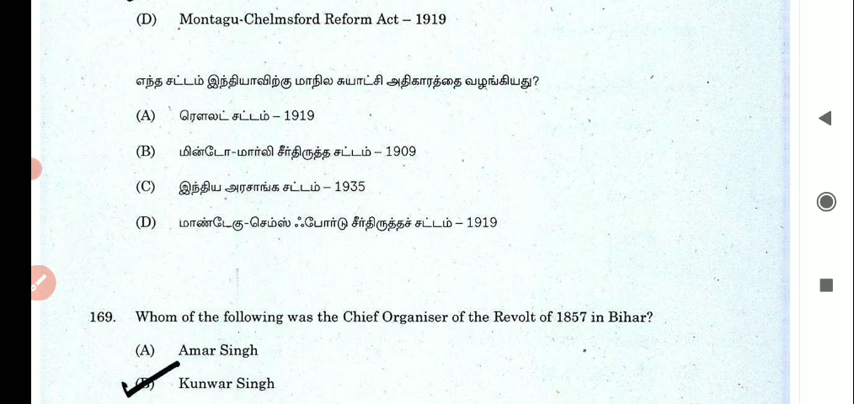 (D) Montagu-Chelmsford Reform Act – 1919
எந்த சட்டம் இந்தியாவிற்கு மாநில சுயாட்சி அதிகாரத்தை வழங்கியது?
(A) ரௌலட் சட்டம் – 1919
(B) மின்டோ-மார்லி சீர்திருத்த சட்டம் – 1909
(C) இந்திய அரசாங்க சட்டம் – 1935
(D) மாண்டேகு-செம்ஸ் ஃபோர்டு சீர்திருத்தச் சட்டம் – 1919
169. Whom of the following was the Chief Organiser of the Revolt of 1857 in Bihar?
(A) Amar Singh
(B) Kunwar Singh